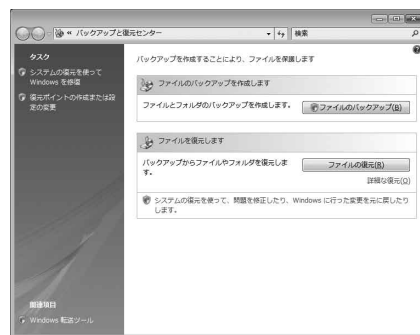 « バックアップと復元センター
検索
タスク
システムの復元を使って
Windows を修復
復元ポイントの作成または設
定の変更
関連項目
Windows 転送ツール
バックアップを作成することにより、ファイルを保護します
ファイルのバックアップを作成します
ファイルとフォルダのバックアップを作成します。
ファイルのバックアップ(B)
ファイルを復元します
バックアップからファイルやフォルダを復元しま
す。
ファイルの復元(R)
詳細な復元(O)
システムの復元を使って、問題を修正したり、Windows に行った変更を元に戻したり
します。